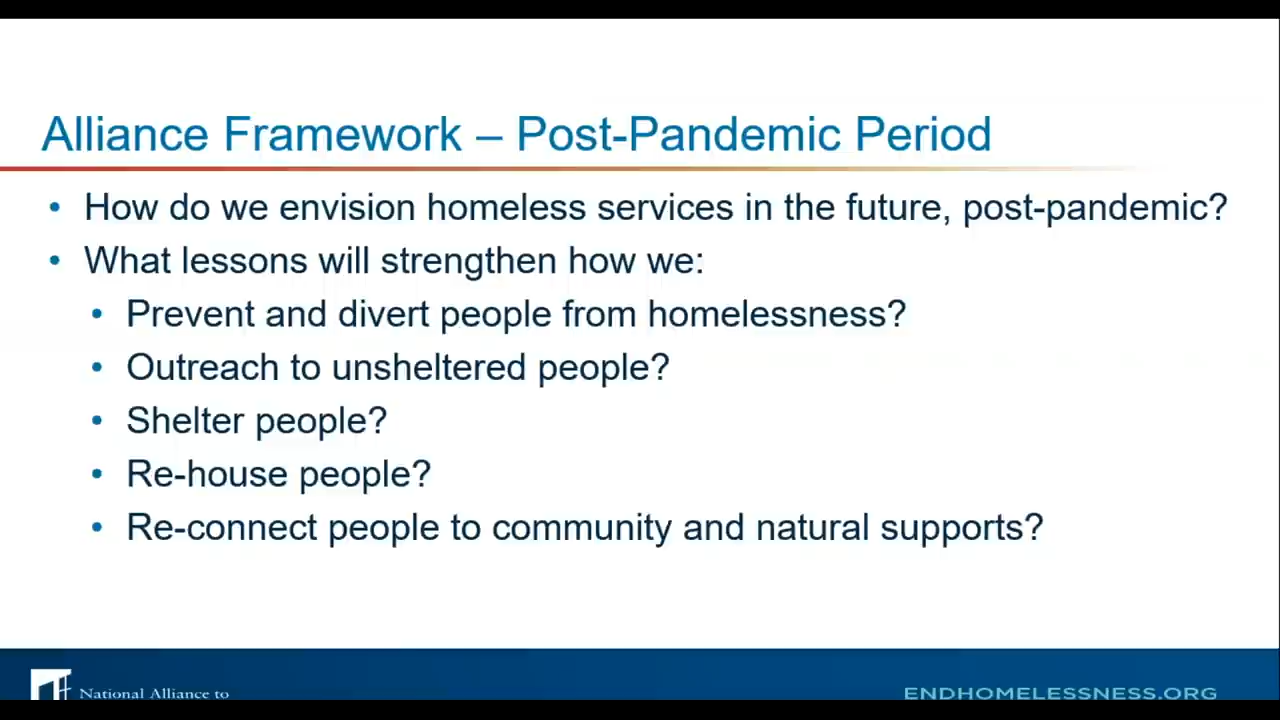 Alliance Framework – Post-Pandemic Period
• How do we envision homeless services in the future, post-pandemic?
• What lessons will strengthen how we:
• Prevent and divert people from homelessness?
• Outreach to unsheltered people?
• Shelter people?
• Re-house people?
• Re-connect people to community and natural supports?
National Alliance to
ENDHOMELESSNESS.ORG